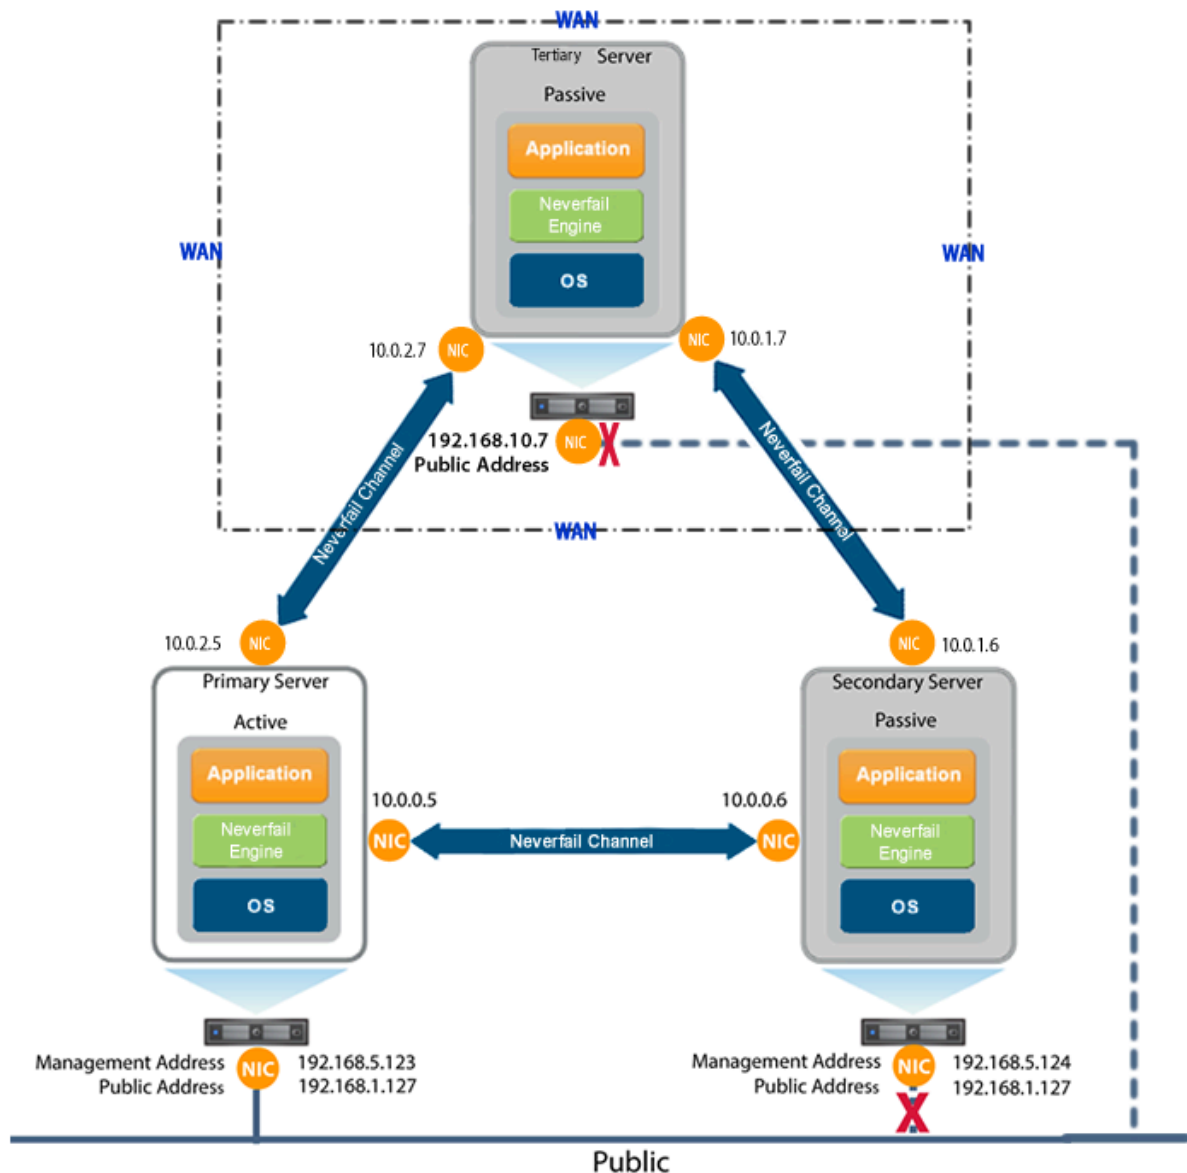 WAN
Tertiary Server
Passive
Application
Neverfail
Engine
OS
WAN
WAN
10.0.2.7
NIC
NIC
10.0.1.7
192.168.10.7
Public Address
NIC
X
Neverfail Channel
Neverfail Channel
WAN
10.0.2.5
NIC
NIC
10.0.1.6
Primary Server
Active
Application
Neverfail
Engine
OS
Secondary Server
Passive
Application
Neverfail
Engine
OS
10.0.0.5
NIC
Neverfail Channel
10.0.0.6
NIC
Management Address
Public Address
NIC
192.168.5.123
192.168.1.127
Management Address
Public Address
NIC
192.168.5.124
192.168.1.127
X
Public